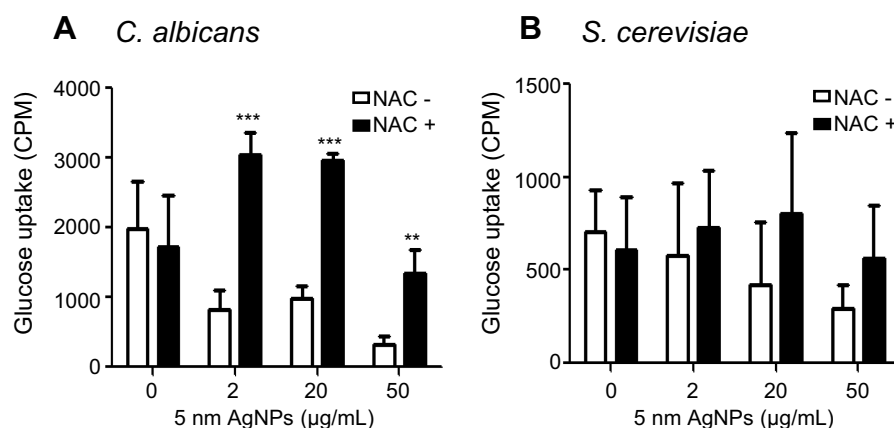 A C. albicans
Glucose uptake (CPM)
4000
3000
2000
1000
0
NAC -
NAC +
***
***
**
0 2 20 50
5 nm AgNPs (µg/mL)
B S. cerevisiae
Glucose uptake (CPM)
1500
1000
500
0
NAC -
NAC +
0 2 20 50
5 nm AgNPs (µg/mL)